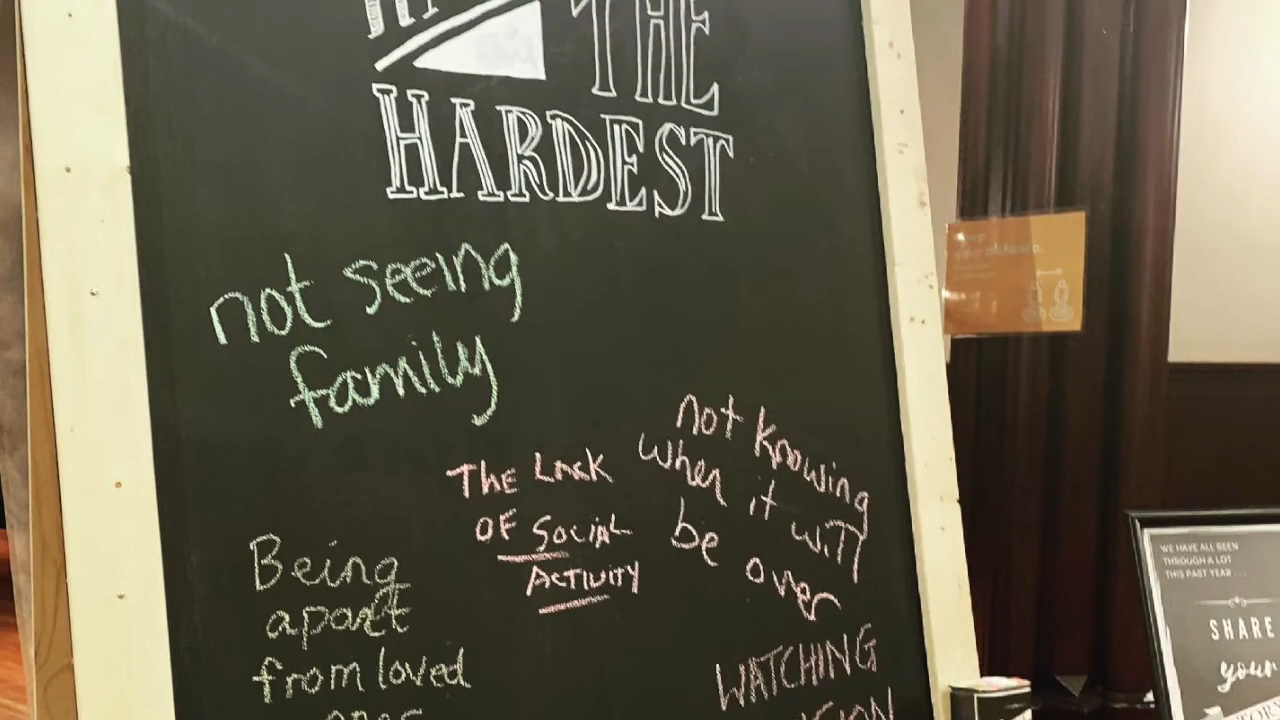 THE
HARDEST
not seeing
family
not knowing
when it will
be over
THE LACK
OF SOCIAL
ACTIVITY
Being
apart
from loved
ones
WATCHING
WE HAVE ALL BEEN
THROUGH A LOT
THIS PAST YEAR...
SHARE
your